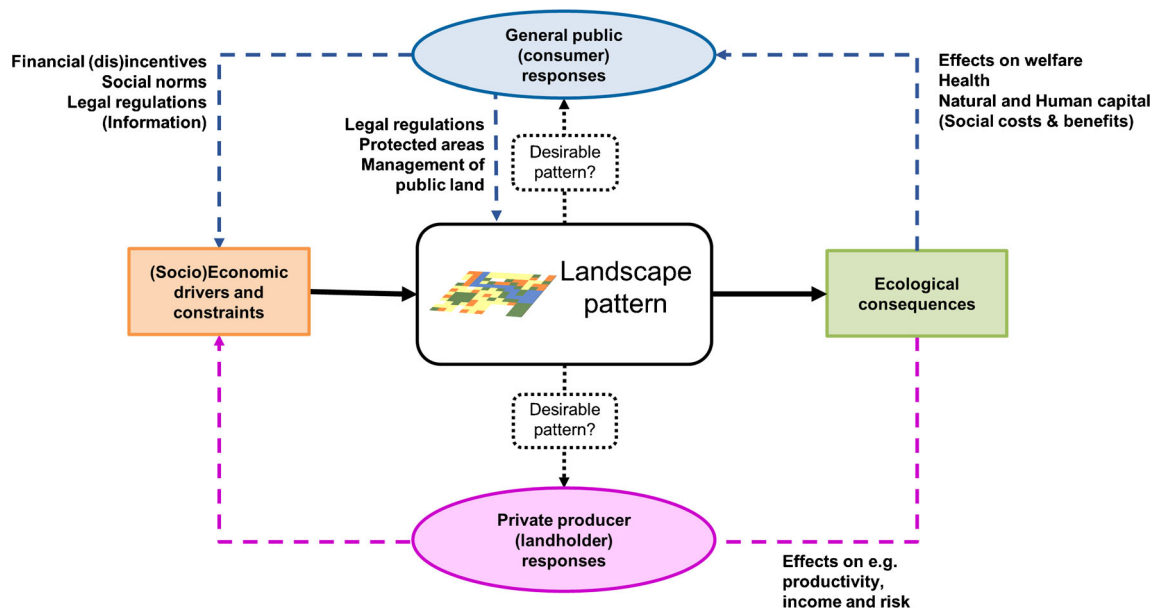 General public
(consumer)
responses
Financial (dis)incentives
Social norms
Legal regulations
(Information)
Effects on welfare
Health
Natural and Human capital
(Social costs & benefits)
Legal regulations
Protected areas
Management of
public land
Desirable
pattern?
(Socio)Economic
drivers and
constraints
Landscape
pattern
Ecological
consequences
Desirable
pattern?
Private producer
(landholder)
responses
Effects on e.g.
productivity,
income and risk